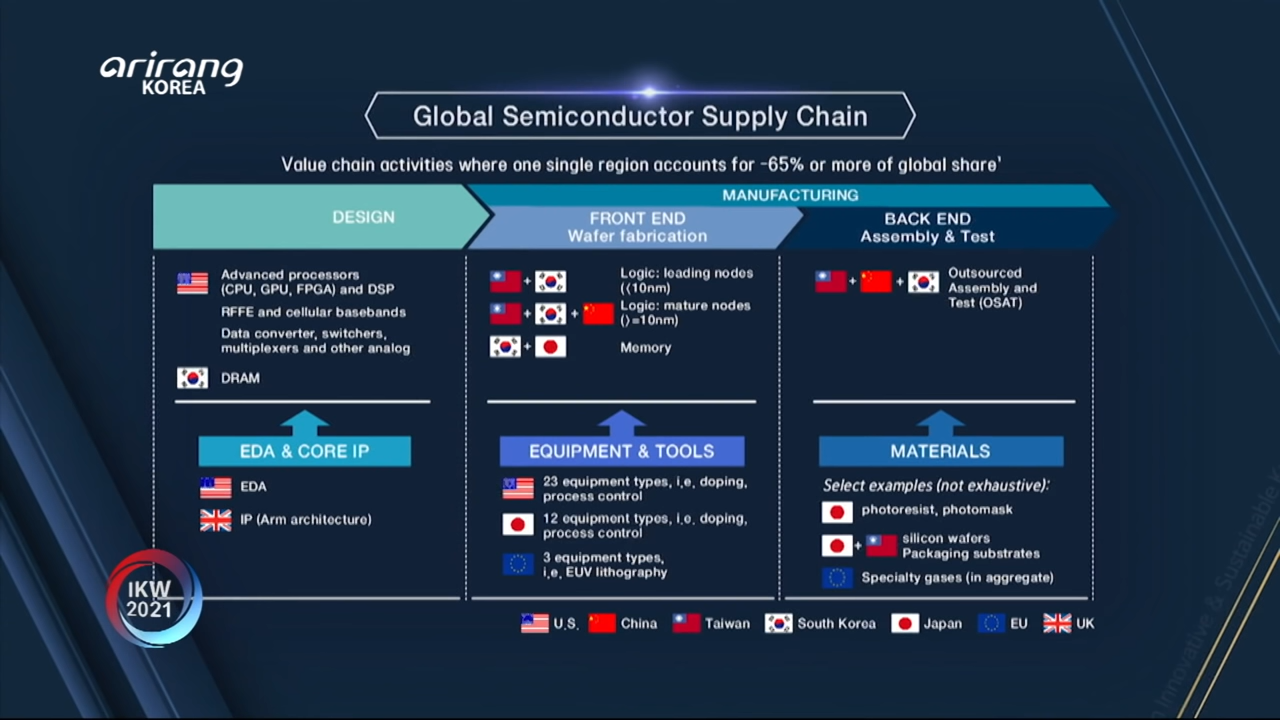 arirang
KOREA
Global Semiconductor Supply Chain
Value chain activities where one single region accounts for ~65% or more of global share¹
MANUFACTURING
DESIGN
FRONT END
Wafer fabrication
BACK END
Assembly & Test
Advanced processors
(CPU, GPU, FPGA) and DSP
RFFE and cellular basebands
Data converter, switchers,
multiplexers and other analog
DRAM
Logic: leading nodes
(⟨10nm)
Logic: mature nodes
(⟩=10nm)
Memory
Outsourced
Assembly and
Test (OSAT)
EDA & CORE IP
EDA
IP (Arm architecture)
EQUIPMENT & TOOLS
23 equipment types, i.e. doping,
process control
12 equipment types, i.e. doping,
process control
3 equipment types,
i.e. EUV lithography
MATERIALS
Select examples (not exhaustive):
photoresist, photomask
silicon wafers
Packaging substrates
Specialty gases (in aggregate)
IKW
2021
U.S. China Taiwan South Korea Japan EU UK
Innovative & Sustainable